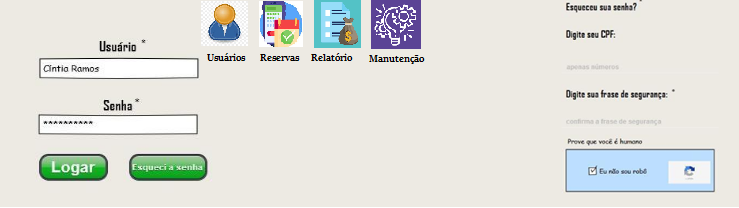 Usuário *
Cíntia Ramos
Senha *
**********
Logar
Esqueci a senha
Usuários
Reservas
Relatório
Manutenção
Esqueceu sua senha? *
Digite seu CPF:
apenas números
Digite sua frase de segurança: *
confirma a frase de segurança
Prove que você é humano
Eu não sou robô